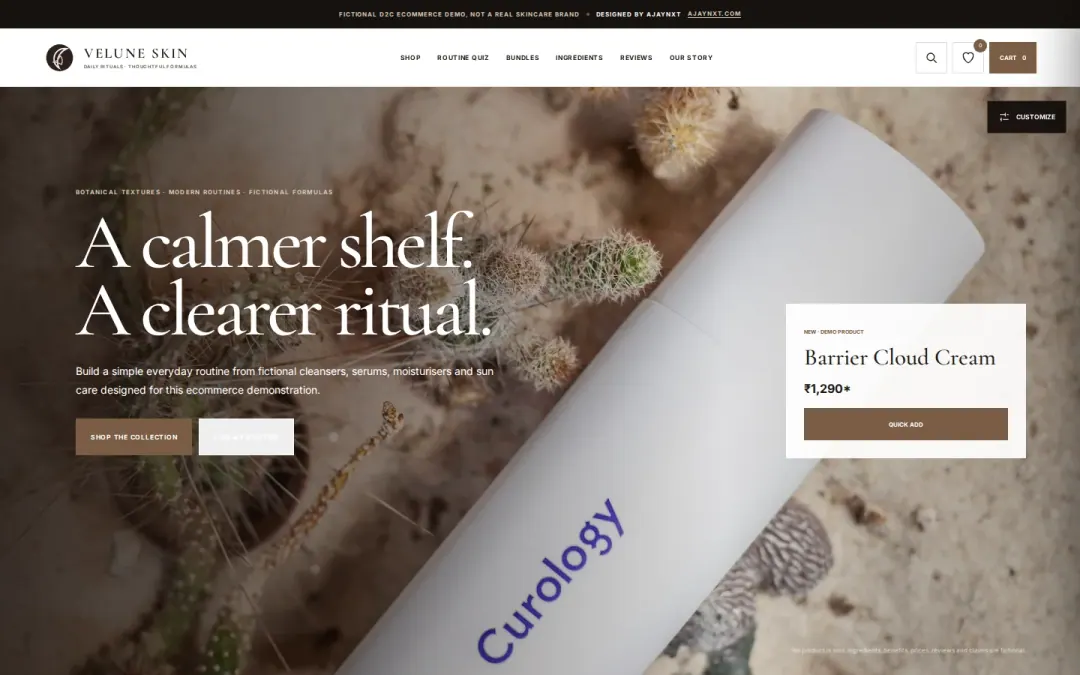 FICTIONAL D2C ECOMMERCE DEMO, NOT A REAL SKINCARE BRAND • DESIGNED BY AJAYNXT AJAYNXT.COM
VELUNE SKIN
DAILY RITUALS · THOUGHTFUL FORMULAS
SHOP ROUTINE QUIZ BUNDLES INGREDIENTS REVIEWS OUR STORY
0
CART 0
CUSTOMIZE
BOTANICAL TEXTURES · MODERN ROUTINES · FICTIONAL FORMULAS
A calmer shelf.
A clearer ritual.
Build a simple everyday routine from fictional cleansers, serums, moisturisers and sun
care designed for this ecommerce demonstration.
SHOP THE COLLECTION
NEW · DEMO PRODUCT
Barrier Cloud Cream
₹1,290*
QUICK ADD
Curology